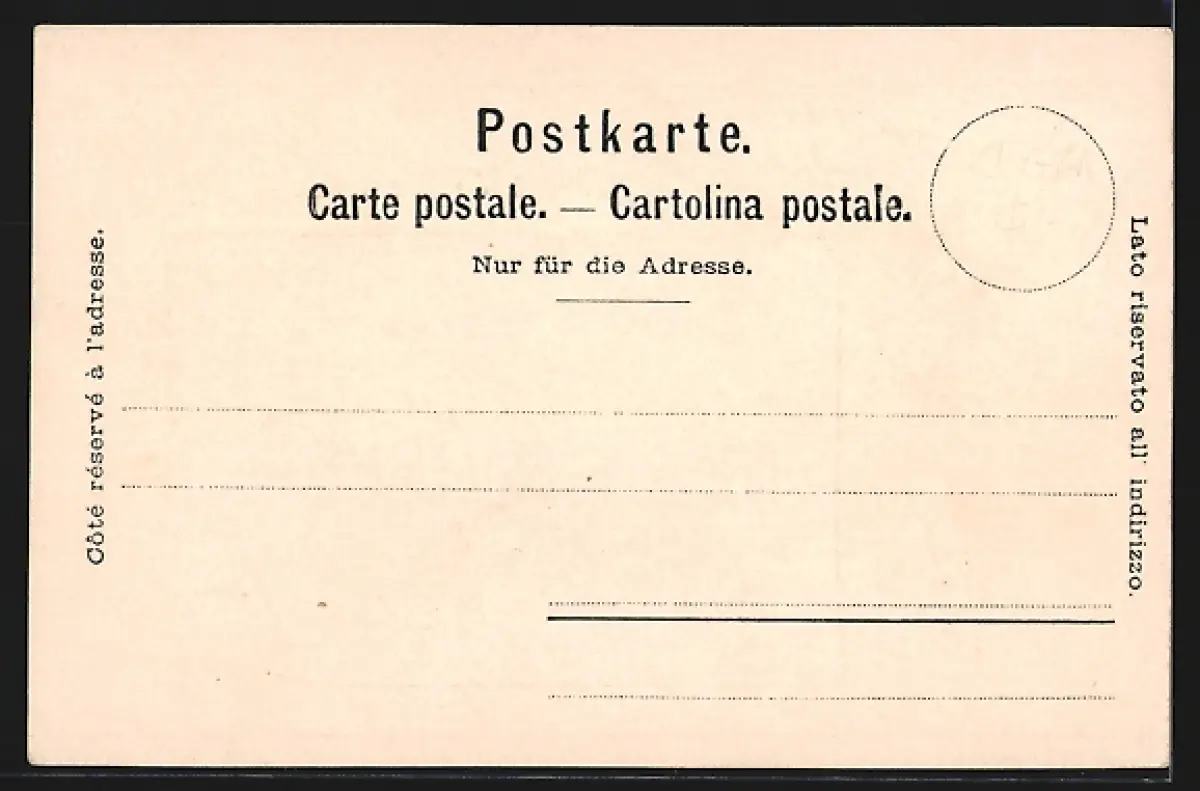 Postkarte.
Carte postale. — Cartolina postale.
Nur für die Adresse.
Côté réservé à l'adresse.
Lato riservato all' indirizzo.